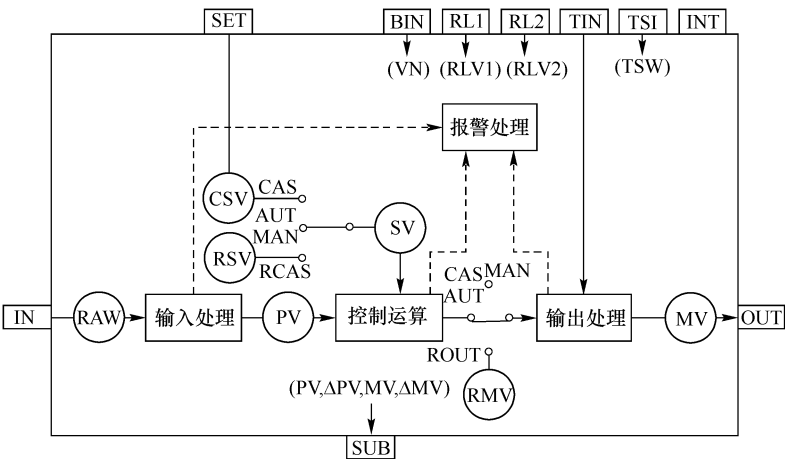 SET BIN RL1 RL2 TIN TSI INT
(VN) (RLV1) (RLV2) (TSW)
报警处理
CSV CAS
AUT
MAN
SV
RSV
RCAS
CAS MAN
AUT
IN RAW 输入处理 PV 控制运算 输出处理 MV OUT
ROUT
(PV,ΔPV,MV,ΔMV) RMV
SUB